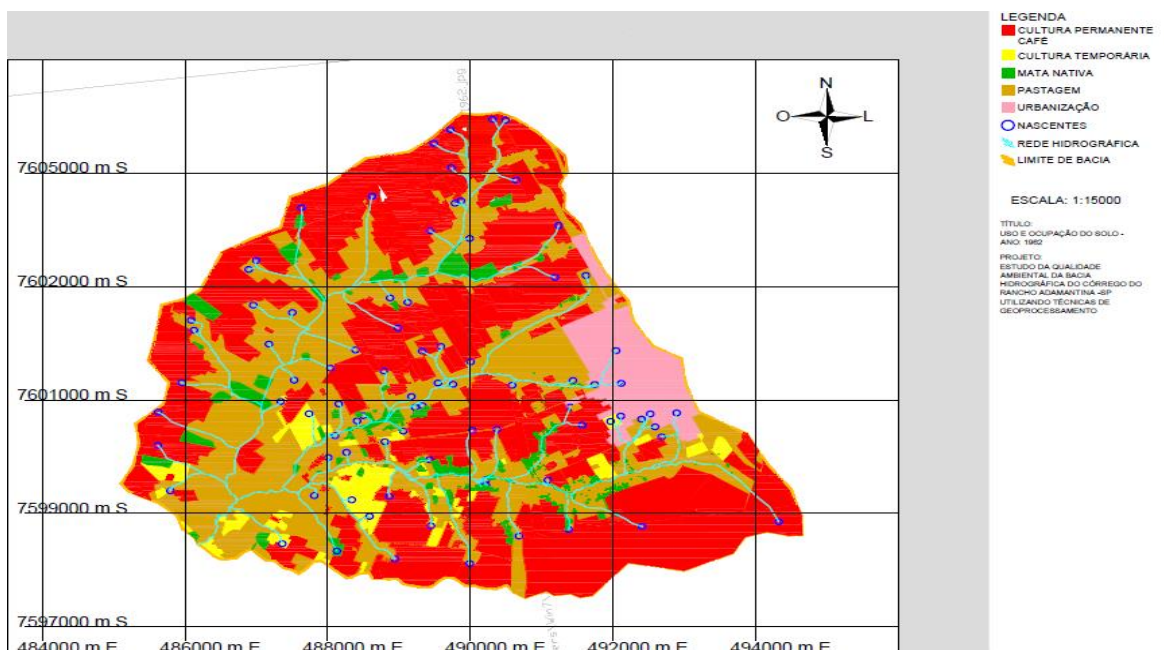 LEGENDA
CULTURA PERMANENTE
CAFÉ
CULTURA TEMPORÁRIA
MATA NATIVA
PASTAGEM
URBANIZAÇÃO
NASCENTES
REDE HIDROGRÁFICA
LIMITE DE BACIA
ESCALA: 1:15000
TÍTULO:
USO E OCUPAÇÃO DO SOLO -
ANO: 1962
PROJETO:
ESTUDO DA QUALIDADE
AMBIENTAL DA BACIA
HIDROGRÁFICA DO CÓRREGO DO
RANCHO ADAMANTINA -SP
UTILIZANDO TÉCNICAS DE
GEOPROCESSAMENTO
N
O
L
S
1962.jpg
7605000 m S
7602000 m S
7601000 m S
7599000 m S
7597000 m S
484000 m E
486000 m E
488000 m E
490000 m E
492000 m E
494000 m E